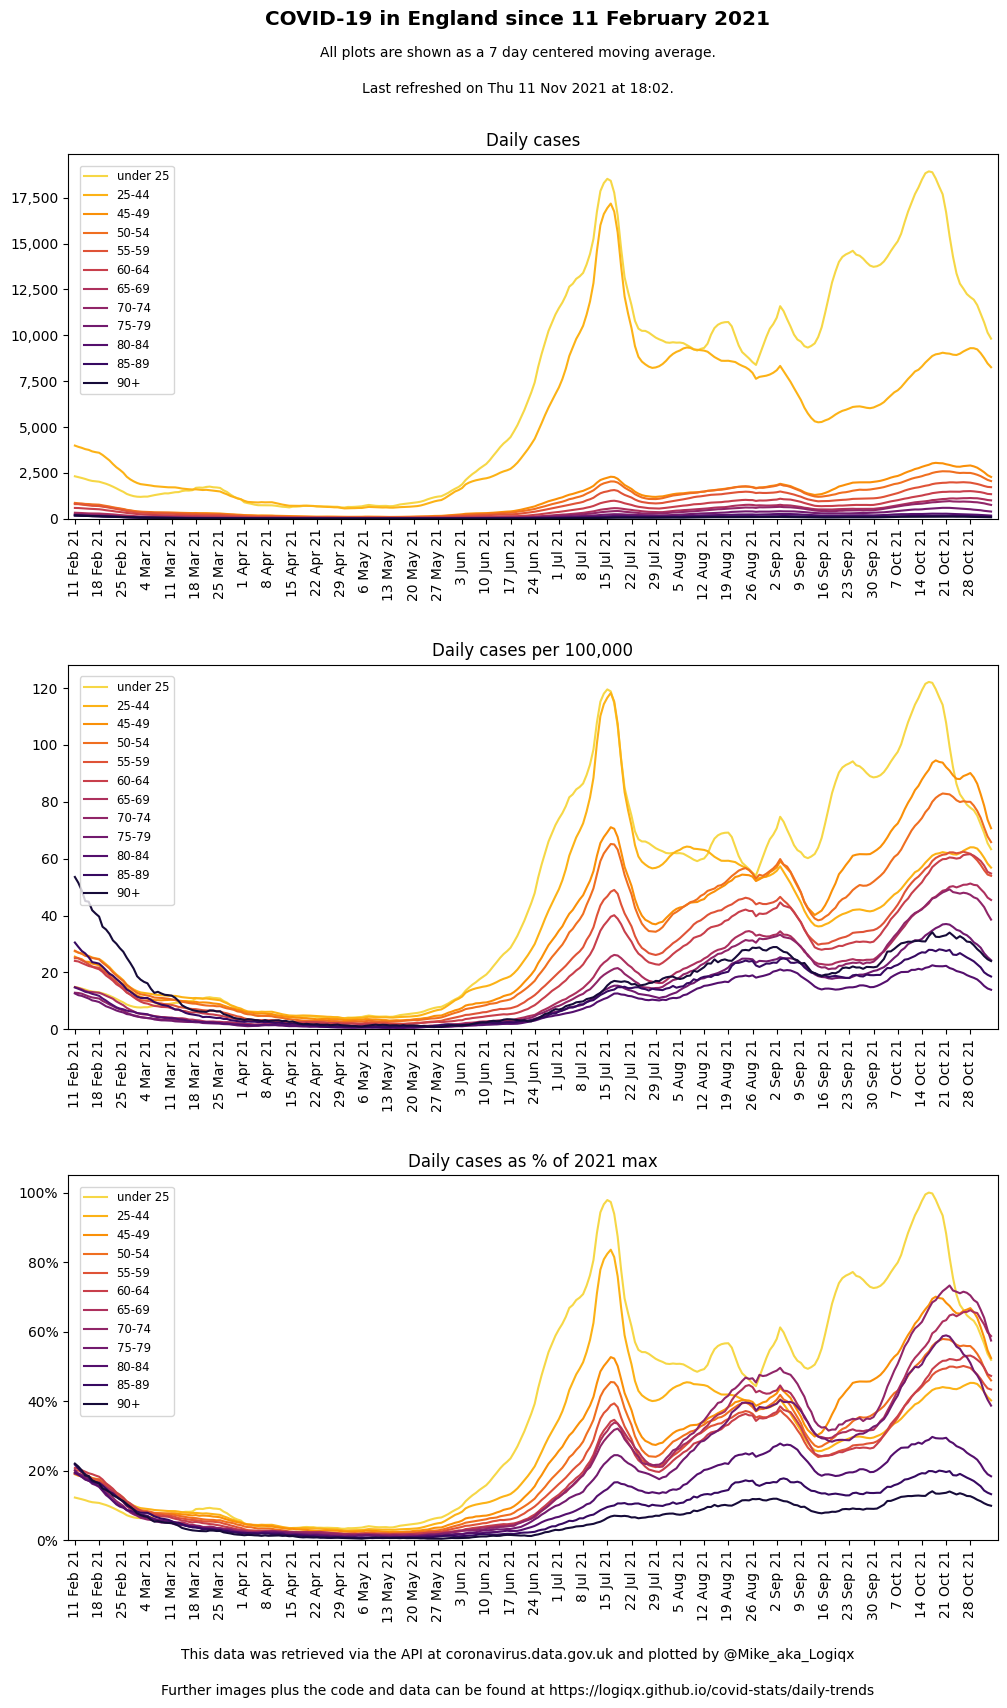 COVID-19 in England since 11 February 2021
All plots are shown as a 7 day centered moving average.
Last refreshed on Thu 11 Nov 2021 at 18:02.
Daily cases
17,500
15,000
12,500
10,000
7,500
5,000
2,500
0
under 25
25-44
45-49
50-54
55-59
60-64
65-69
70-74
75-79
80-84
85-89
90+
11 Feb 21
18 Feb 21
25 Feb 21
4 Mar 21
11 Mar 21
18 Mar 21
25 Mar 21
1 Apr 21
8 Apr 21
15 Apr 21
22 Apr 21
29 Apr 21
6 May 21
13 May 21
20 May 21
27 May 21
3 Jun 21
10 Jun 21
17 Jun 21
24 Jun 21
1 Jul 21
8 Jul 21
15 Jul 21
22 Jul 21
29 Jul 21
5 Aug 21
12 Aug 21
19 Aug 21
26 Aug 21
2 Sep 21
9 Sep 21
16 Sep 21
23 Sep 21
30 Sep 21
7 Oct 21
14 Oct 21
21 Oct 21
28 Oct 21
Daily cases per 100,000
120
100
80
60
40
20
0
under 25
25-44
45-49
50-54
55-59
60-64
65-69
70-74
75-79
80-84
85-89
90+
11 Feb 21
18 Feb 21
25 Feb 21
4 Mar 21
11 Mar 21
18 Mar 21
25 Mar 21
1 Apr 21
8 Apr 21
15 Apr 21
22 Apr 21
29 Apr 21
6 May 21
13 May 21
20 May 21
27 May 21
3 Jun 21
10 Jun 21
17 Jun 21
24 Jun 21
1 Jul 21
8 Jul 21
15 Jul 21
22 Jul 21
29 Jul 21
5 Aug 21
12 Aug 21
19 Aug 21
26 Aug 21
2 Sep 21
9 Sep 21
16 Sep 21
23 Sep 21
30 Sep 21
7 Oct 21
14 Oct 21
21 Oct 21
28 Oct 21
Daily cases as % of 2021 max
100%
80%
60%
40%
20%
0%
under 25
25-44
45-49
50-54
55-59
60-64
65-69
70-74
75-79
80-84
85-89
90+
11 Feb 21
18 Feb 21
25 Feb 21
4 Mar 21
11 Mar 21
18 Mar 21
25 Mar 21
1 Apr 21
8 Apr 21
15 Apr 21
22 Apr 21
29 Apr 21
6 May 21
13 May 21
20 May 21
27 May 21
3 Jun 21
10 Jun 21
17 Jun 21
24 Jun 21
1 Jul 21
8 Jul 21
15 Jul 21
22 Jul 21
29 Jul 21
5 Aug 21
12 Aug 21
19 Aug 21
26 Aug 21
2 Sep 21
9 Sep 21
16 Sep 21
23 Sep 21
30 Sep 21
7 Oct 21
14 Oct 21
21 Oct 21
28 Oct 21
This data was retrieved via the API at coronavirus.data.gov.uk and plotted by @Mike_aka_Logiqx
Further images plus the code and data can be found at https://logiqx.github.io/covid-stats/daily-trends